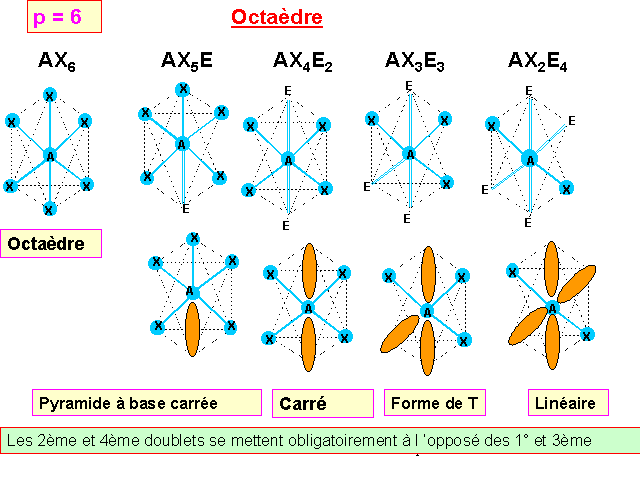 p = 6
Octaèdre
AX6 AX5E AX4E2 AX3E3 AX2E4
X X X X X X A
X X X X X A E
E X X X X A E
E X X X A E E
E E X X A E E
Octaèdre
X X X A X X
X X A X X
X X A X
X A X
Pyramide à base carrée
Carré
Forme de T
Linéaire
Les 2ème et 4ème doublets se mettent obligatoirement à l 'opposé des 1° et 3ème